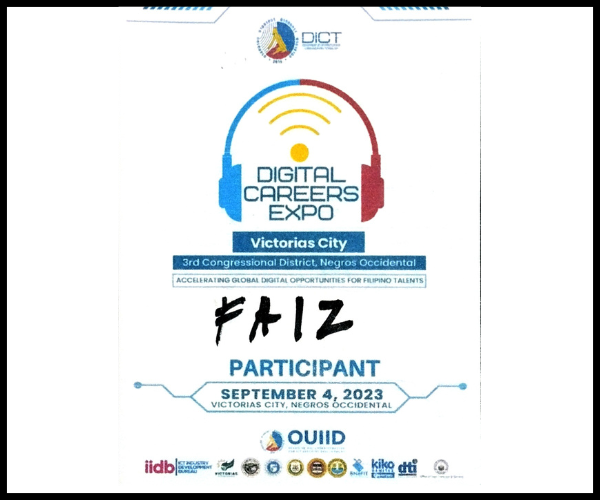 DICT
DIGITAL
CAREERS
EXPO
Victorias City
3rd Congressional District, Negros Occidental
ACCELERATING GLOBAL DIGITAL OPPORTUNITIES FOR FILIPINO TALENTS
FAIZ
PARTICIPANT
SEPTEMBER 4, 2023
VICTORIAS CITY, NEGROS OCCIDENTAL
OUIID
iidb ICT INDUSTRY DEVELOPMENT BUREAU VICTORIAS kiko dti